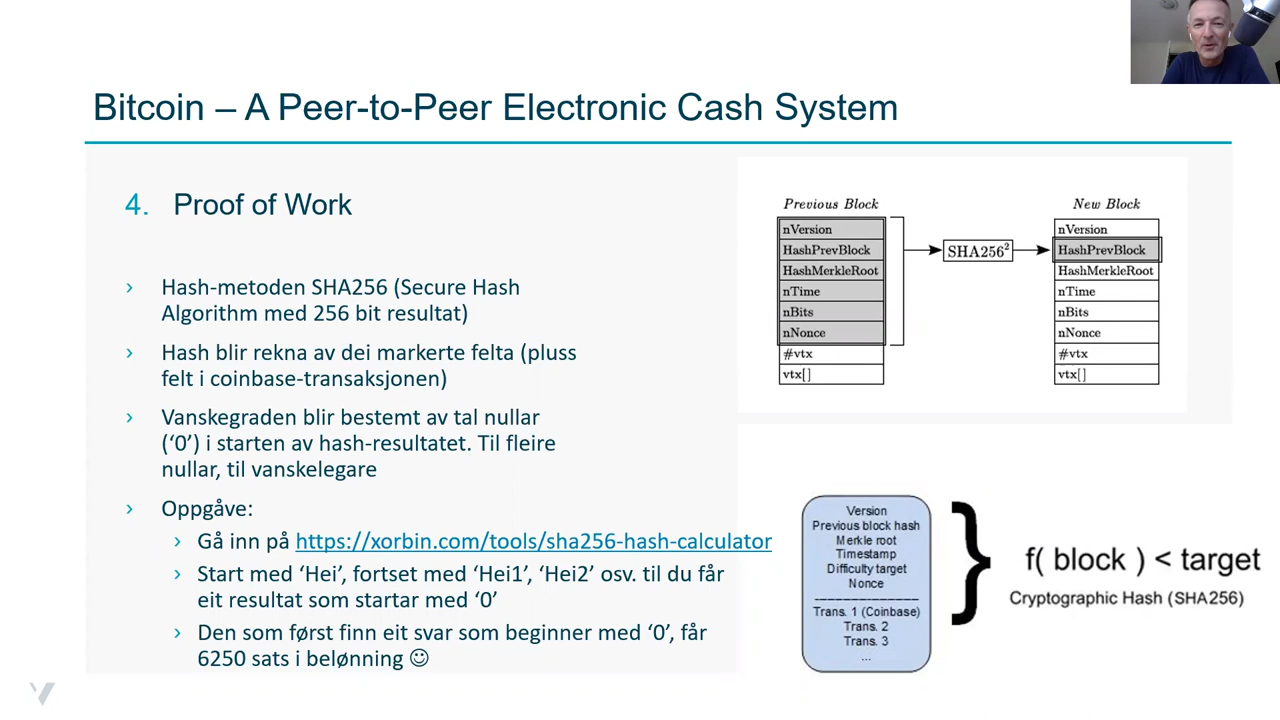 Bitcoin – A Peer-to-Peer Electronic Cash System
4. Proof of Work
› Hash-metoden SHA256 (Secure Hash
Algorithm med 256 bit resultat)
› Hash blir rekna av dei markerte felta (pluss
felt i coinbase-transaksjonen)
› Vanskegraden blir bestemt av tal nullar
(‘0’) i starten av hash-resultatet. Til fleire
nullar, til vanskelegare
› Oppgåve:
› Gå inn på https://xorbin.com/tools/sha256-hash-calculator
› Start med ‘Hei’, fortset med ‘Hei1’, ‘Hei2’ osv. til du får
eit resultat som startar med ‘0’
› Den som først finn eit svar som beginner med ‘0’, får
6250 sats i belønning ☺
Previous Block
nVersion
HashPrevBlock
HashMerkleRoot
nTime
nBits
nNonce
#vtx
vtx[]
SHA256²
New Block
nVersion
HashPrevBlock
HashMerkleRoot
nTime
nBits
nNonce
#vtx
vtx[]
Version
Previous block hash
Merkle root
Timestamp
Difficulty target
Nonce
Trans. 1 (Coinbase)
Trans. 2
Trans. 3
...
f( block ) < target
Cryptographic Hash (SHA256)